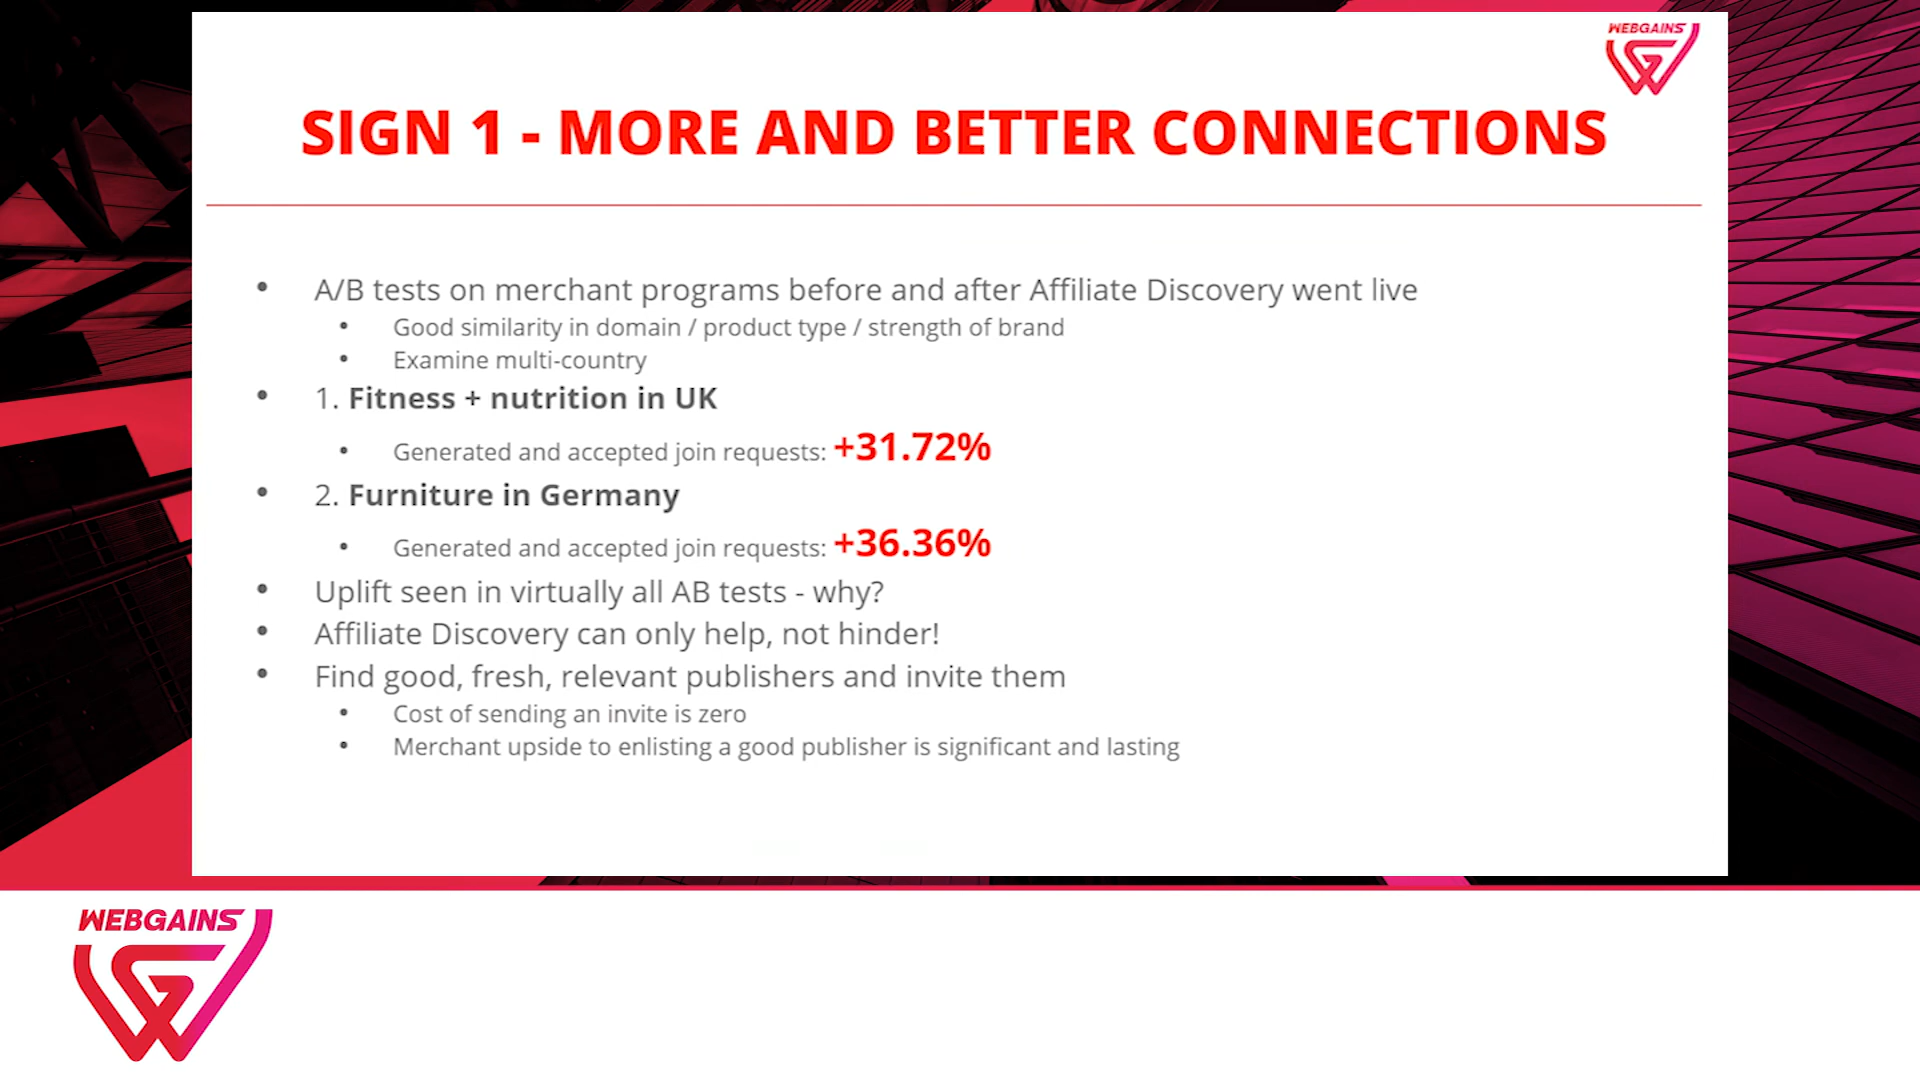 WEBGAINS
SIGN 1 - MORE AND BETTER CONNECTIONS
• A/B tests on merchant programs before and after Affiliate Discovery went live
• Good similarity in domain / product type / strength of brand
• Examine multi-country
• 1. Fitness + nutrition in UK
• Generated and accepted join requests: +31.72%
• 2. Furniture in Germany
• Generated and accepted join requests: +36.36%
• Uplift seen in virtually all AB tests - why?
• Affiliate Discovery can only help, not hinder!
• Find good, fresh, relevant publishers and invite them
• Cost of sending an invite is zero
• Merchant upside to enlisting a good publisher is significant and lasting
WEBGAINS